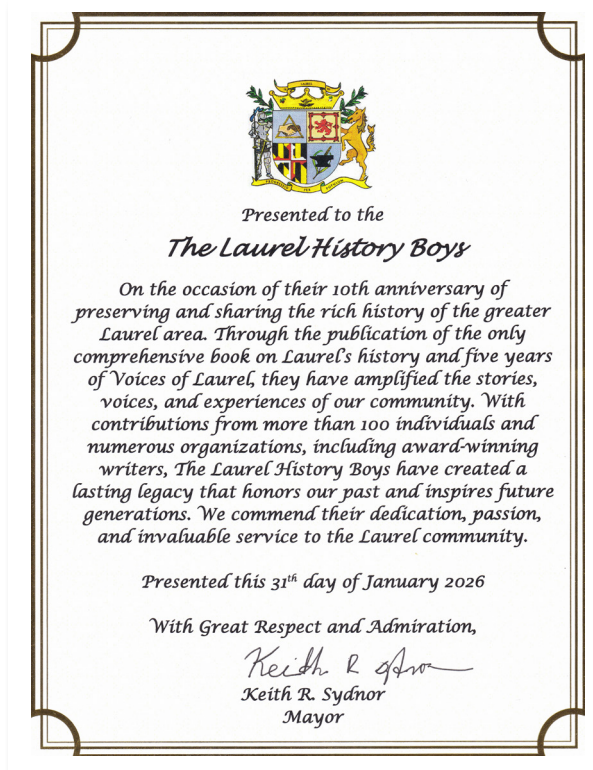 Presented to the
The Laurel History Boys
On the occasion of their 10th anniversary of
preserving and sharing the rich history of the greater
Laurel area. Through the publication of the only
comprehensive book on Laurel's history and five years
of Voices of Laurel, they have amplified the stories,
voices, and experiences of our community. With
contributions from more than 100 individuals and
numerous organizations, including award-winning
writers, The Laurel History Boys have created a
lasting legacy that honors our past and inspires future
generations. We commend their dedication, passion,
and invaluable service to the Laurel community.
Presented this 31th day of January 2026
With Great Respect and Admiration,
Keith R. Sydnor
Mayor